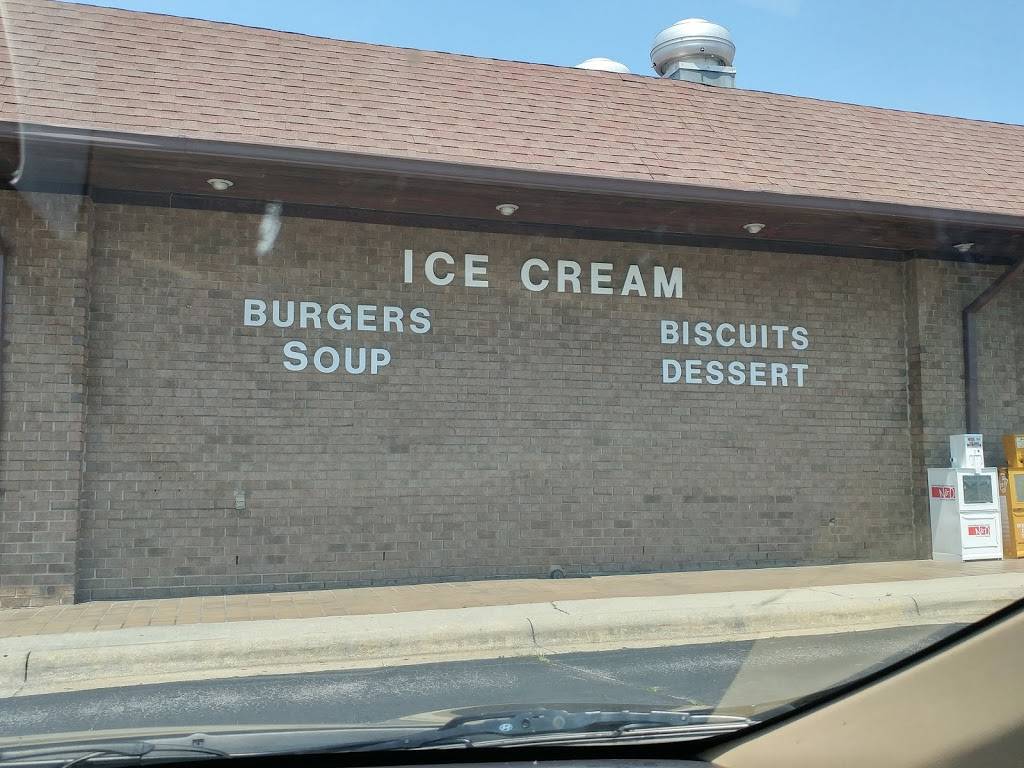 ICE CREAM
BURGERS
SOUP
BISCUITS
DESSERT